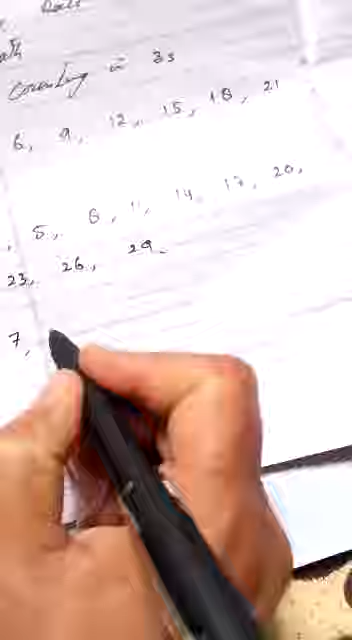 Date
Counting in 3s
6, 9, 12, 15, 18, 21
, 5, 8, 11, 14, 17, 20,
23, 26, 29.
7,